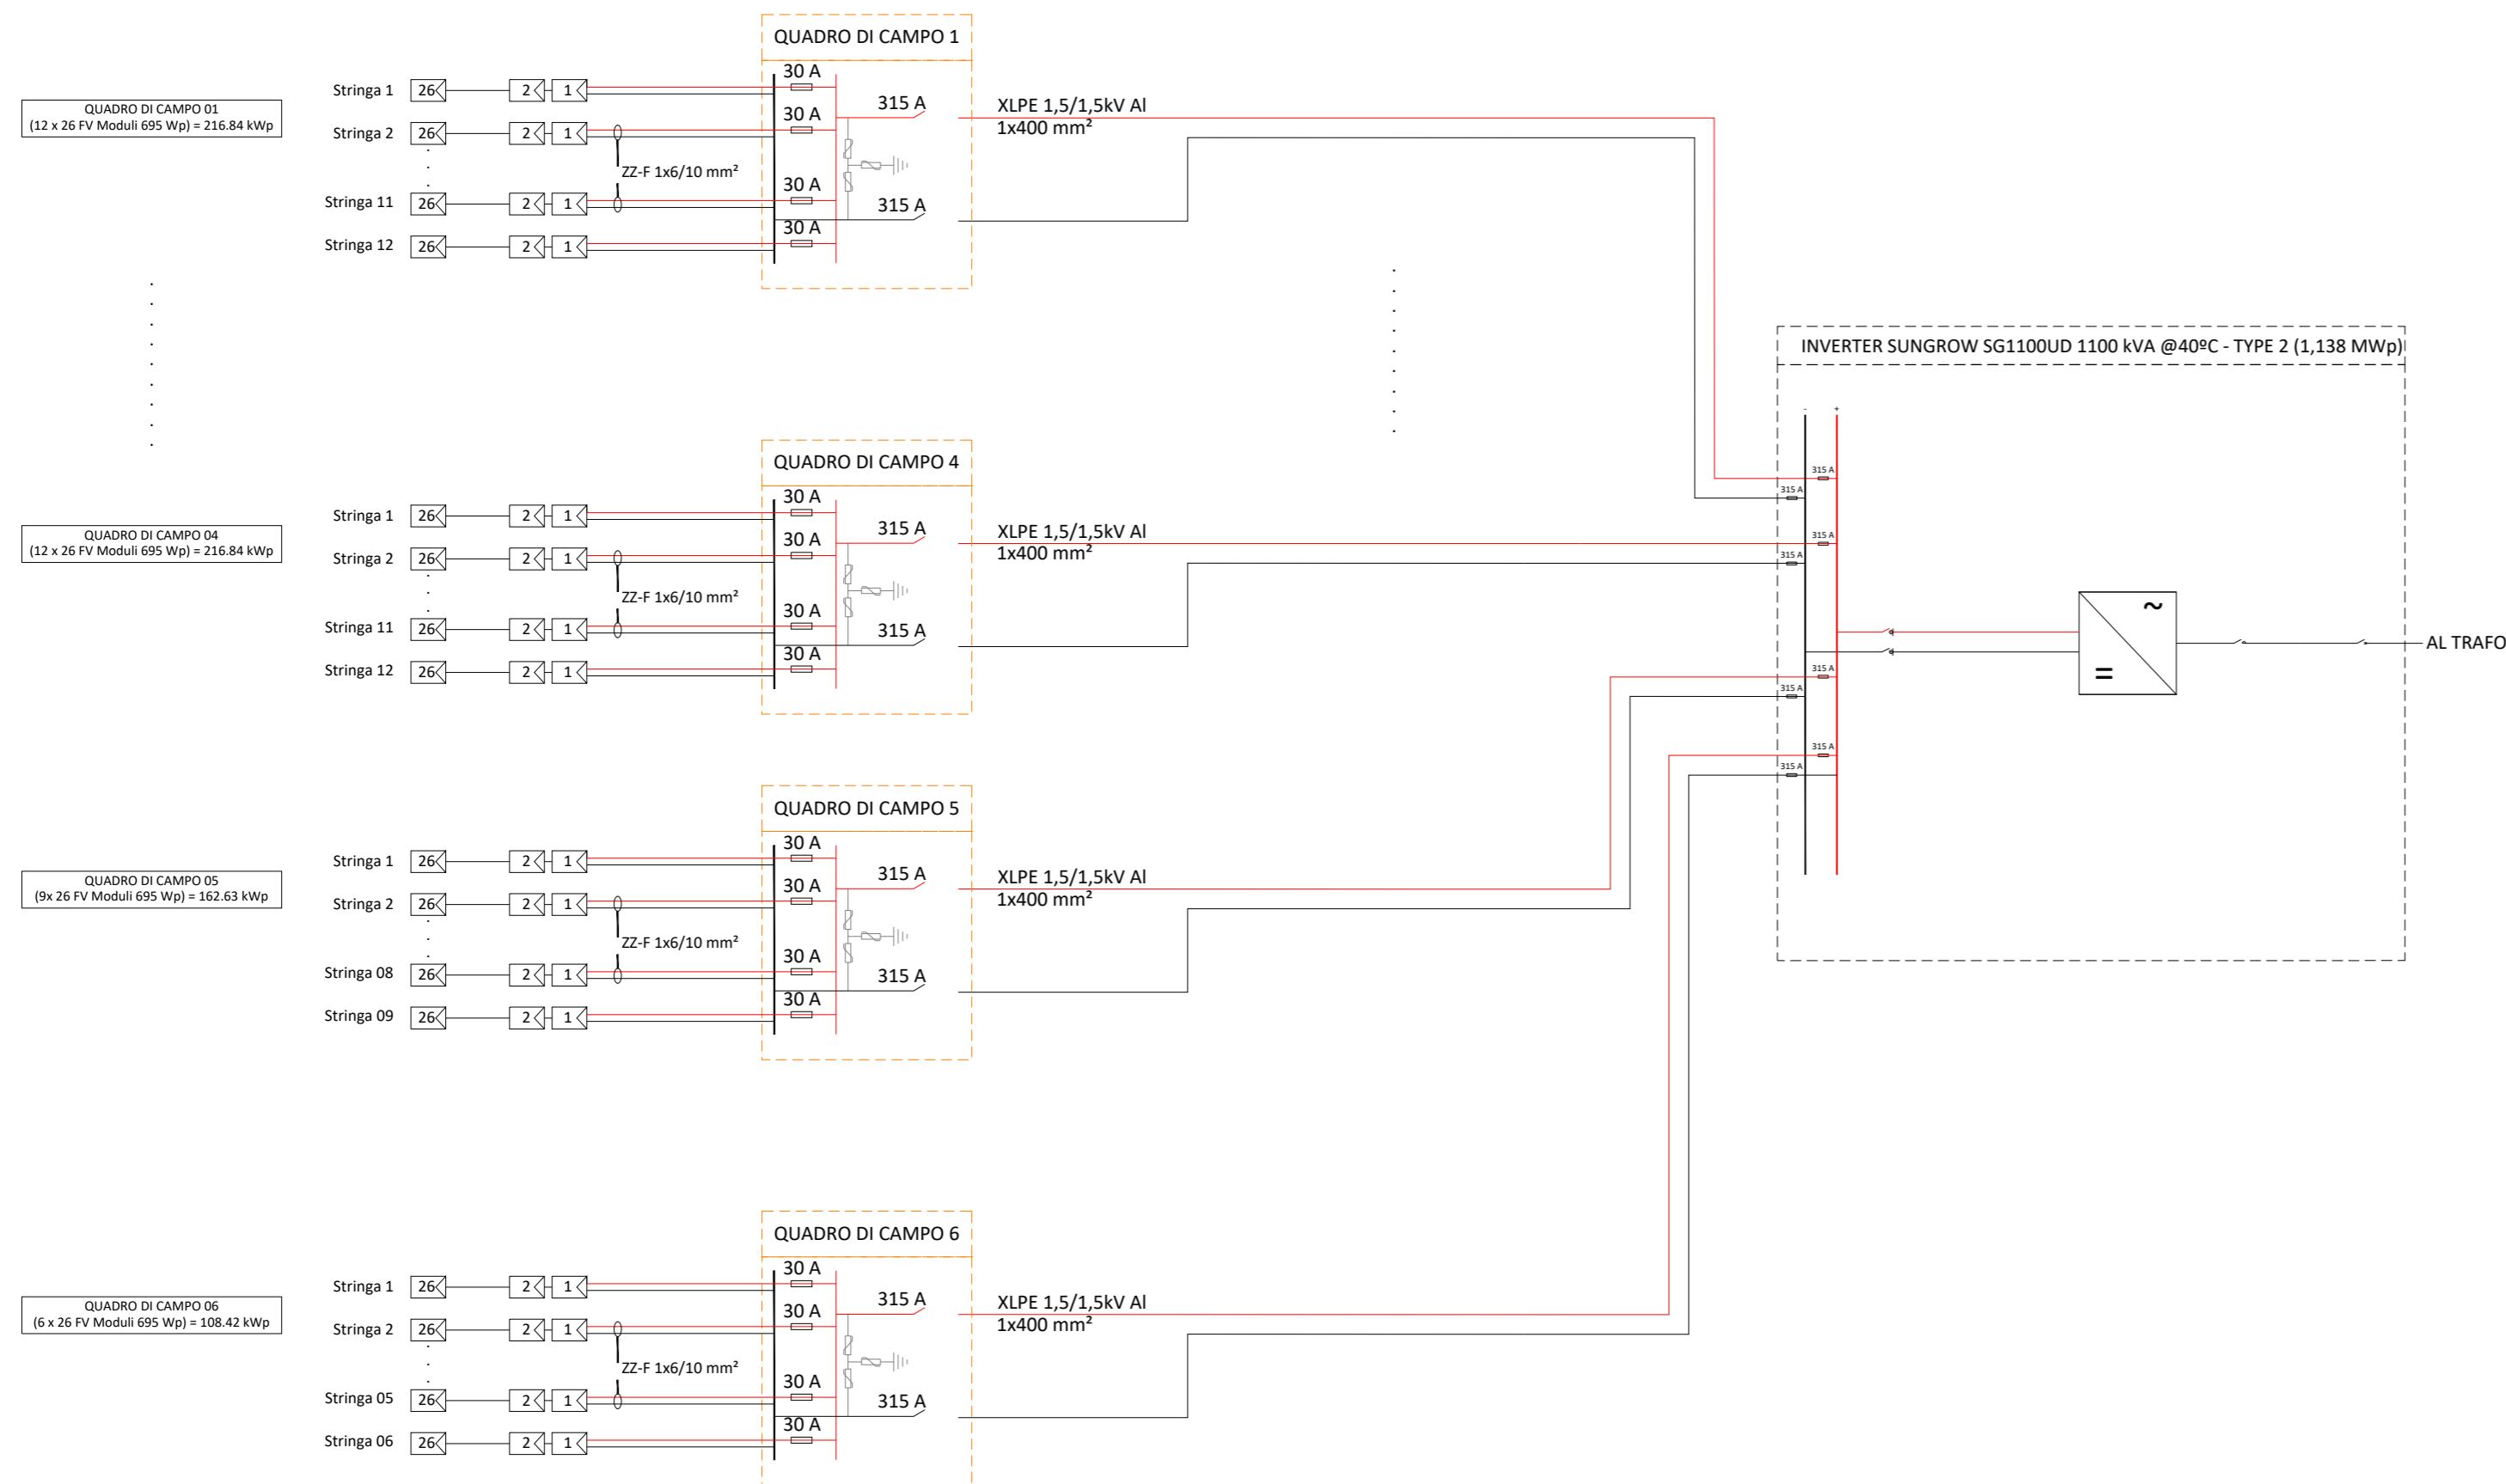 QUADRO DI CAMPO 1
QUADRO DI CAMPO 01
(12 x 26 FV Moduli 695 Wp) = 216.84 kWp
Stringa 1 26 2 1 30 A
315 A
XLPE 1,5/1,5kV Al
1x400 mm²
Stringa 2 26 2 1 30 A
ZZ-F 1x6/10 mm²
Stringa 11 26 2 1 30 A
315 A
Stringa 12 26 2 1 30 A
QUADRO DI CAMPO 4
QUADRO DI CAMPO 04
(12 x 26 FV Moduli 695 Wp) = 216.84 kWp
Stringa 1 26 2 1 30 A
315 A
XLPE 1,5/1,5kV Al
1x400 mm²
Stringa 2 26 2 1 30 A
ZZ-F 1x6/10 mm²
Stringa 11 26 2 1 30 A
315 A
Stringa 12 26 2 1 30 A
QUADRO DI CAMPO 5
QUADRO DI CAMPO 05
(9x 26 FV Moduli 695 Wp) = 162.63 kWp
Stringa 1 26 2 1 30 A
315 A
XLPE 1,5/1,5kV Al
1x400 mm²
Stringa 2 26 2 1 30 A
ZZ-F 1x6/10 mm²
Stringa 08 26 2 1 30 A
315 A
Stringa 09 26 2 1 30 A
QUADRO DI CAMPO 6
QUADRO DI CAMPO 06
(6 x 26 FV Moduli 695 Wp) = 108.42 kWp
Stringa 1 26 2 1 30 A
315 A
XLPE 1,5/1,5kV Al
1x400 mm²
Stringa 2 26 2 1 30 A
ZZ-F 1x6/10 mm²
Stringa 05 26 2 1 30 A
315 A
Stringa 06 26 2 1 30 A
INVERTER SUNGROW SG1100UD 1100 kVA @40ºC - TYPE 2 (1,138 MWp)
- +
315 A
315 A
315 A
315 A
315 A
315 A
315 A
315 A
~
=
AL TRAFO